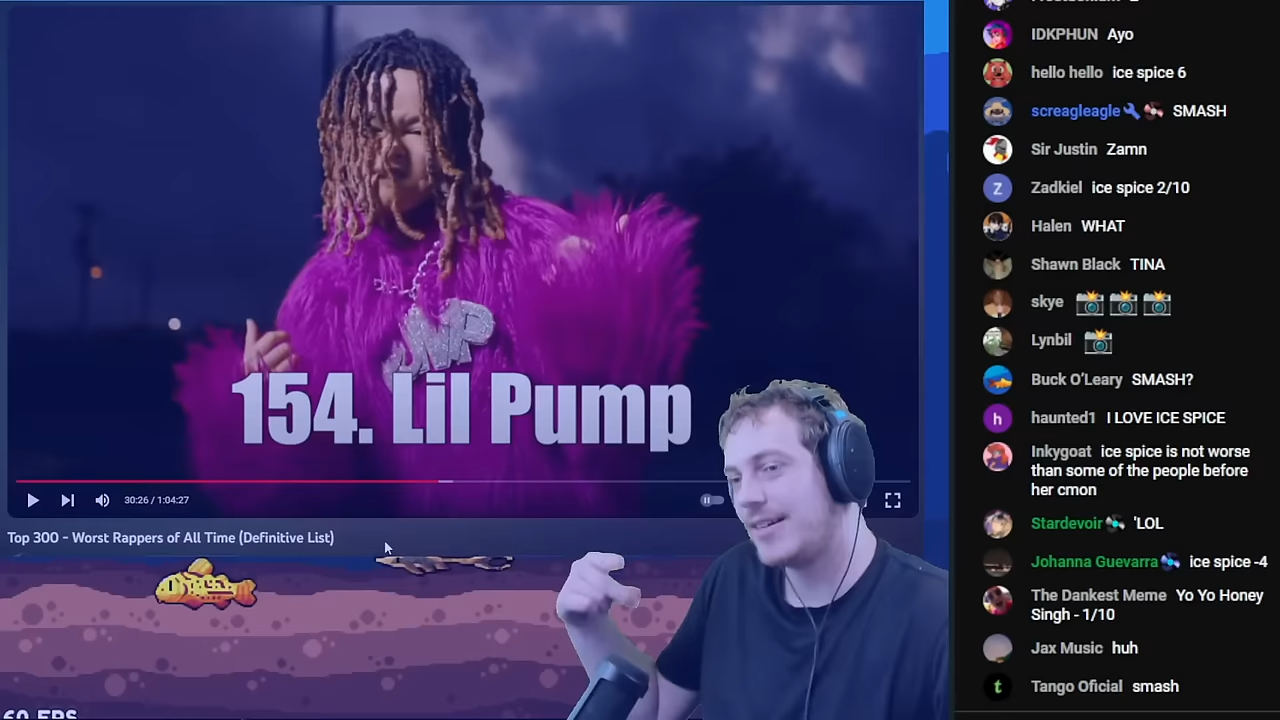 JMP
154. Lil Pump
30:26 / 1:04:27
Top 300 - Worst Rappers of All Time (Definitive List)
60 FPS
IDKPHUN Ayo
hello hello ice spice 6
screagleagle SMASH
Sir Justin Zamn
Z
Zadkiel ice spice 2/10
Halen WHAT
Shawn Black TINA
skye
Lynbil
Buck O'Leary SMASH?
h
haunted1 I LOVE ICE SPICE
Inkygoat ice spice is not worse
than some of the people before
her cmon
Stardevoir 'LOL
Johanna Guevarra ice spice -4
The Dankest Meme Yo Yo Honey
Singh - 1/10
Jax Music huh
t
Tango Oficial smash